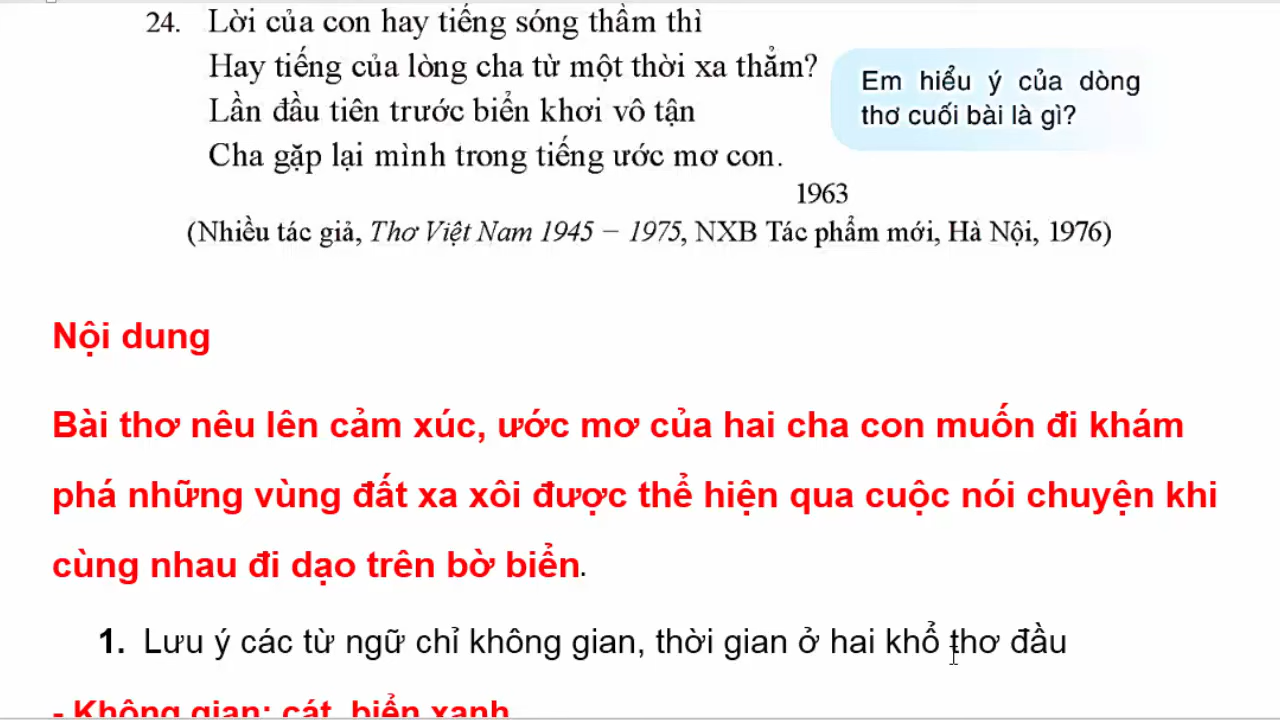 24. Lời của con hay tiếng sóng thầm thì
Hay tiếng của lòng cha từ một thời xa thẳm?
Lần đầu tiên trước biển khơi vô tận
Cha gặp lại mình trong tiếng ước mơ con.
Em hiểu ý của dòng
thơ cuối bài là gì?
1963
(Nhiều tác giả, Thơ Việt Nam 1945 − 1975, NXB Tác phẩm mới, Hà Nội, 1976)
Nội dung
Bài thơ nêu lên cảm xúc, ước mơ của hai cha con muốn đi khám
phá những vùng đất xa xôi được thể hiện qua cuộc nói chuyện khi
cùng nhau đi dạo trên bờ biển.
1. Lưu ý các từ ngữ chỉ không gian, thời gian ở hai khổ thơ đầu
- Không gian: cát, biển xanh